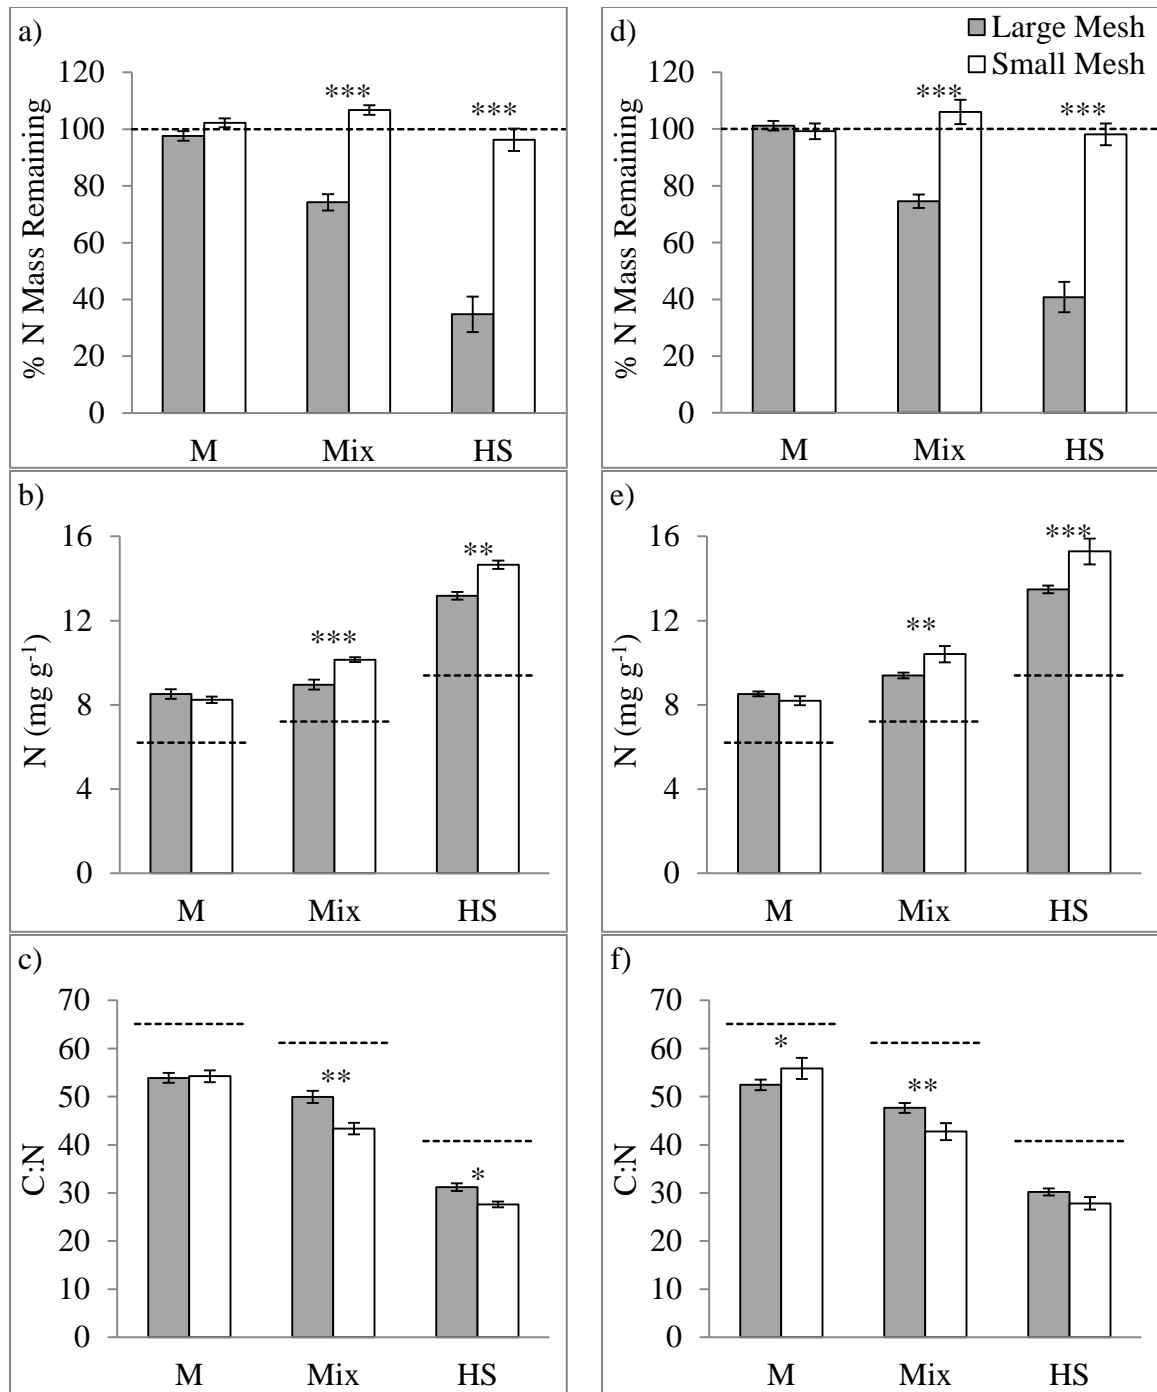 a)
% N Mass Remaining
120
100
80
60
40
20
0
***
***
M Mix HS
d)
Large Mesh
Small Mesh
% N Mass Remaining
120
100
80
60
40
20
0
***
***
M Mix HS
b)
N (mg g-1)
16
12
8
4
0
***
**
M Mix HS
e)
N (mg g-1)
16
12
8
4
0
**
***
M Mix HS
c)
C:N
70
60
50
40
30
20
10
0
**
*
M Mix HS
f)
C:N
70
60
50
40
30
20
10
0
*
**
M Mix HS